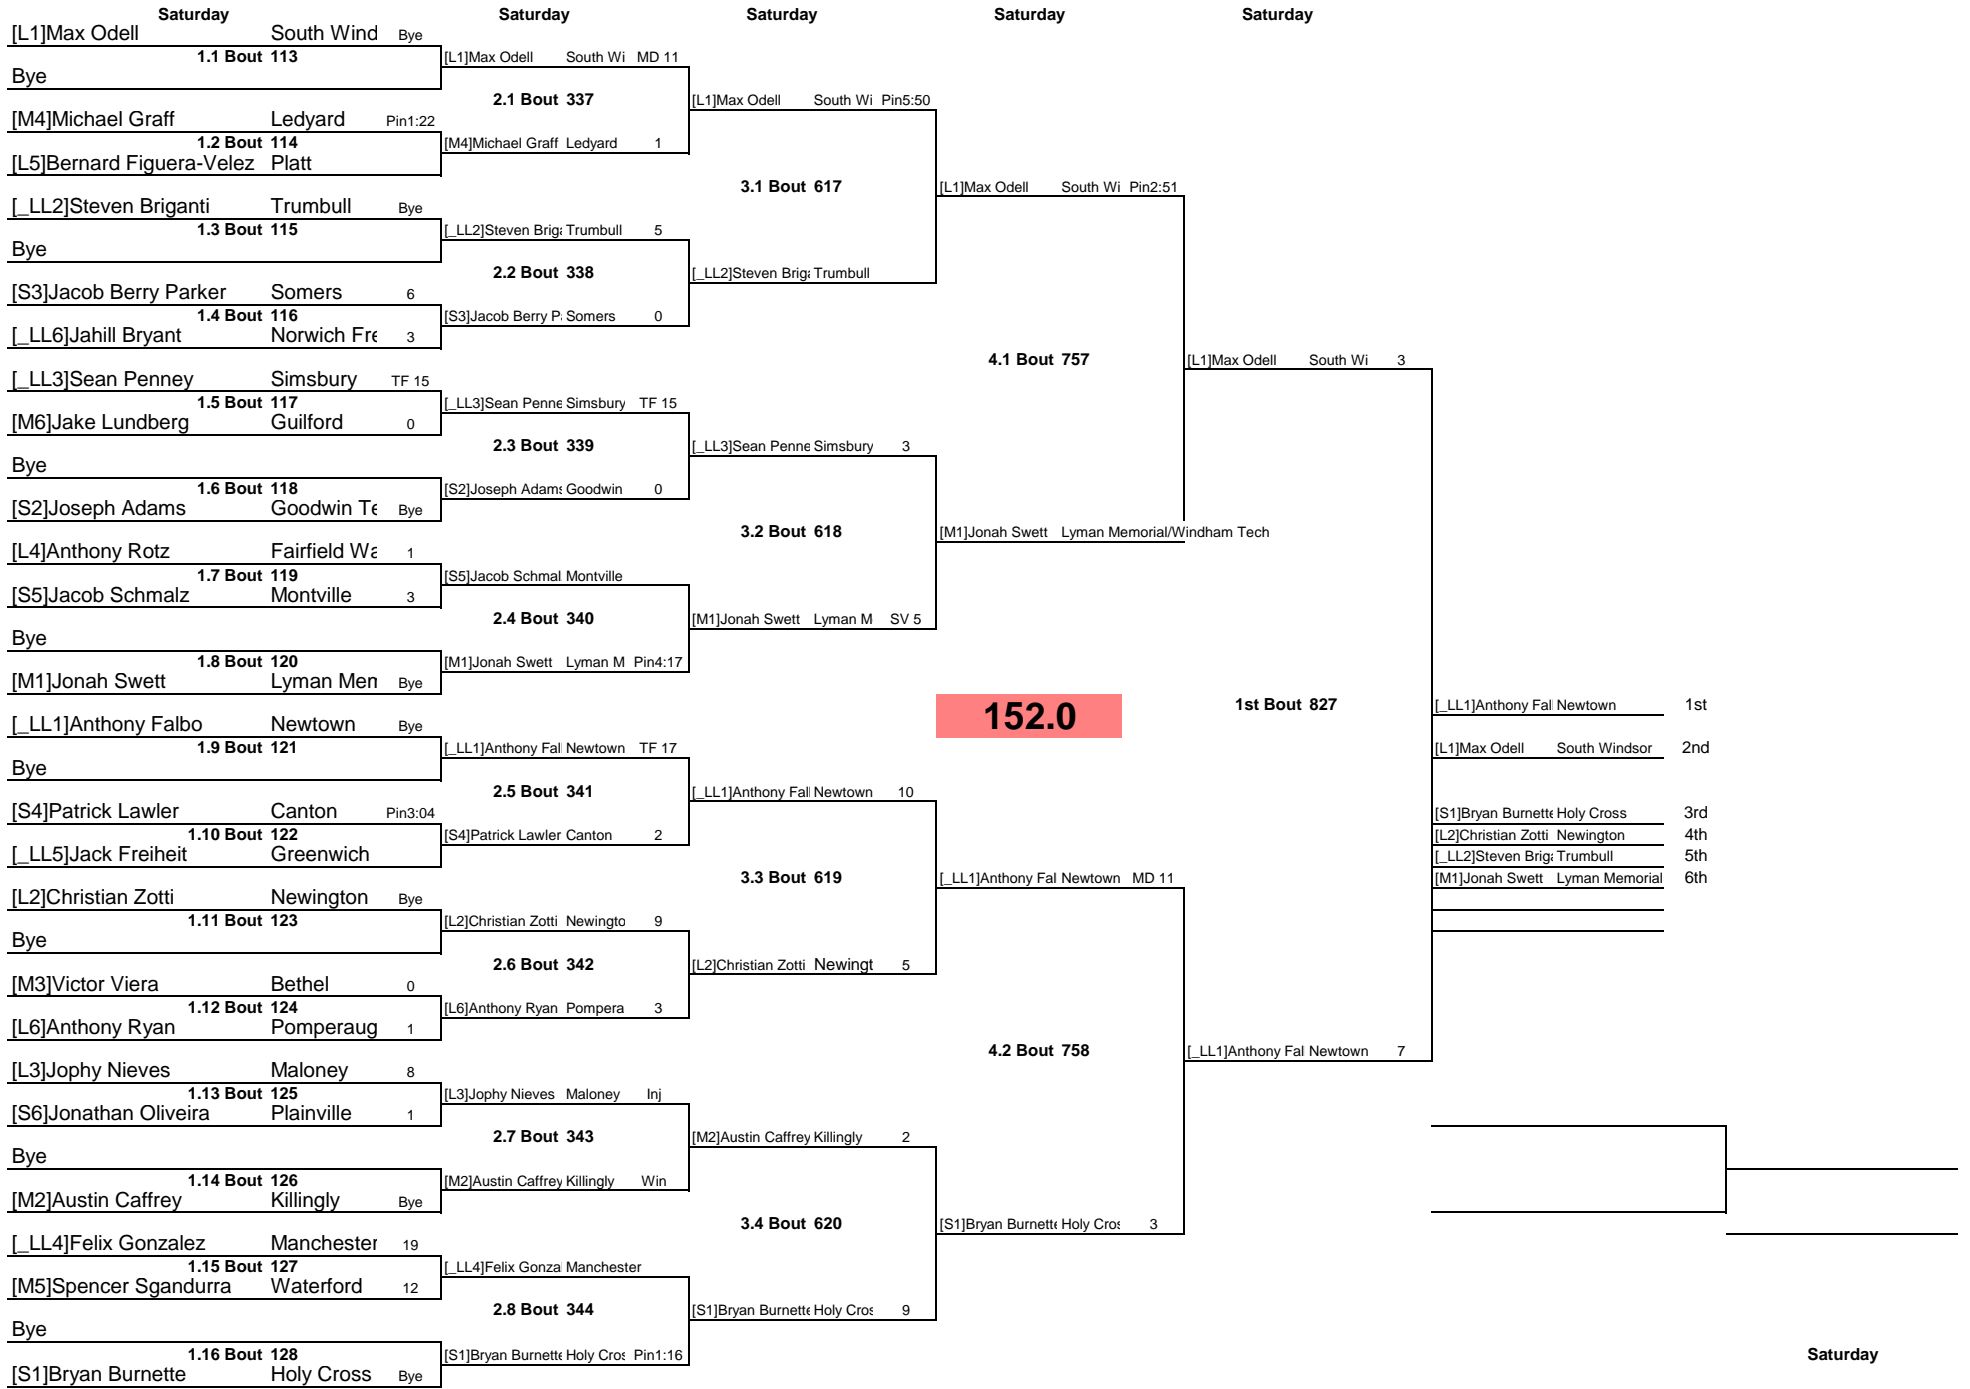 Saturday Saturday Saturday Saturday Saturday
[L1]Max Odell South Wind Bye
1.1 Bout 113
Bye
[M4]Michael Graff Ledyard Pin1:22
1.2 Bout 114
[L5]Bernard Figuera-Velez Platt
[_LL2]Steven Briganti Trumbull Bye
1.3 Bout 115
Bye
[S3]Jacob Berry Parker Somers 6
1.4 Bout 116
[_LL6]Jahill Bryant Norwich Fre 3
[_LL3]Sean Penney Simsbury TF 15
1.5 Bout 117
[M6]Jake Lundberg Guilford 0
Bye
1.6 Bout 118
[S2]Joseph Adams Goodwin Te Bye
[L4]Anthony Rotz Fairfield Wa 1
1.7 Bout 119
[S5]Jacob Schmalz Montville 3
Bye
1.8 Bout 120
[M1]Jonah Swett Lyman Mem Bye
[_LL1]Anthony Falbo Newtown Bye
1.9 Bout 121
Bye
[S4]Patrick Lawler Canton Pin3:04
1.10 Bout 122
[_LL5]Jack Freiheit Greenwich
[L2]Christian Zotti Newington Bye
1.11 Bout 123
Bye
[M3]Victor Viera Bethel 0
1.12 Bout 124
[L6]Anthony Ryan Pomperaug 1
[L3]Jophy Nieves Maloney 8
1.13 Bout 125
[S6]Jonathan Oliveira Plainville 1
Bye
1.14 Bout 126
[M2]Austin Caffrey Killingly Bye
[_LL4]Felix Gonzalez Manchester 19
1.15 Bout 127
[M5]Spencer Sgandurra Waterford 12
Bye
1.16 Bout 128
[S1]Bryan Burnette Holy Cross Bye
[L1]Max Odell South Wi MD 11
2.1 Bout 337
[M4]Michael Graff Ledyard 1
[_LL2]Steven Briga Trumbull 5
2.2 Bout 338
[S3]Jacob Berry Pa Somers 0
[_LL3]Sean Penne Simsbury TF 15
2.3 Bout 339
[S2]Joseph Adams Goodwin 0
[S5]Jacob Schmal Montville
2.4 Bout 340
[M1]Jonah Swett Lyman M Pin4:17
[_LL1]Anthony Fal Newtown TF 17
2.5 Bout 341
[S4]Patrick Lawler Canton 2
[L2]Christian Zotti Newingto 9
2.6 Bout 342
[L6]Anthony Ryan Pompera 3
[L3]Jophy Nieves Maloney Inj
2.7 Bout 343
[M2]Austin Caffrey Killingly Win
[_LL4]Felix Gonza Manchester
2.8 Bout 344
[S1]Bryan Burnette Holy Cros Pin1:16
[L1]Max Odell South Wi Pin5:50
3.1 Bout 617
[_LL2]Steven Briga Trumbull
[_LL3]Sean Penne Simsbury 3
3.2 Bout 618
[M1]Jonah Swett Lyman M SV 5
[_LL1]Anthony Fal Newtown 10
3.3 Bout 619
[L2]Christian Zotti Newingt 5
[M2]Austin Caffrey Killingly 2
3.4 Bout 620
[S1]Bryan Burnette Holy Cros 9
[L1]Max Odell South Wi Pin2:51
4.1 Bout 757
[M1]Jonah Swett Lyman Memorial/Windham Tech
152.0
[_LL1]Anthony Fal Newtown MD 11
4.2 Bout 758
[S1]Bryan Burnette Holy Cros 3
[L1]Max Odell South Wi 3
1st Bout 827
[_LL1]Anthony Fal Newtown 7
[_LL1]Anthony Fal Newtown 1st
[L1]Max Odell South Windsor 2nd
[S1]Bryan Burnette Holy Cross 3rd
[L2]Christian Zotti Newington 4th
[_LL2]Steven Briga Trumbull 5th
[M1]Jonah Swett Lyman Memorial 6th
Saturday